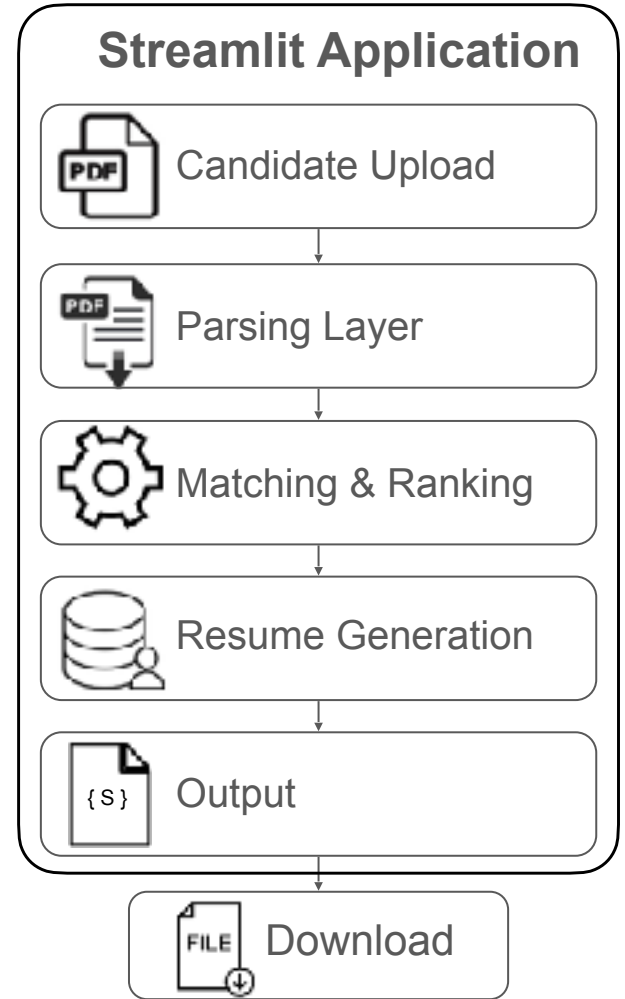 Streamlit Application
PDF
Candidate Upload
PDF
Parsing Layer
Matching & Ranking
Resume Generation
{ S }
Output
FILE
Download